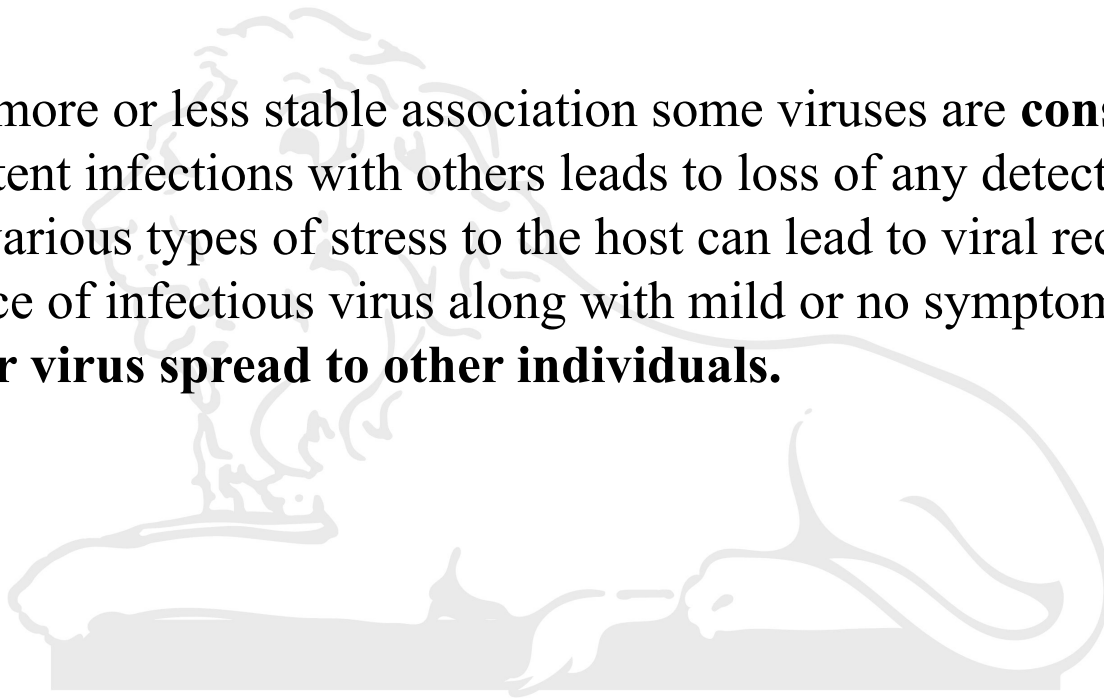 more or less stable association some viruses are cons
tent infections with others leads to loss of any detect
various types of stress to the host can lead to viral rec
ce of infectious virus along with mild or no symptom
r virus spread to other individuals.